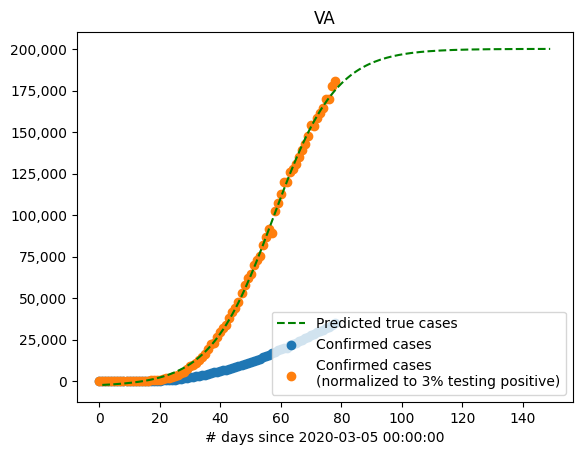 VA
200,000
175,000
150,000
125,000
100,000
75,000
50,000
25,000
0
Predicted true cases
Confirmed cases
Confirmed cases
(normalized to 3% testing positive)
0 20 40 60 80 100 120 140
# days since 2020-03-05 00:00:00